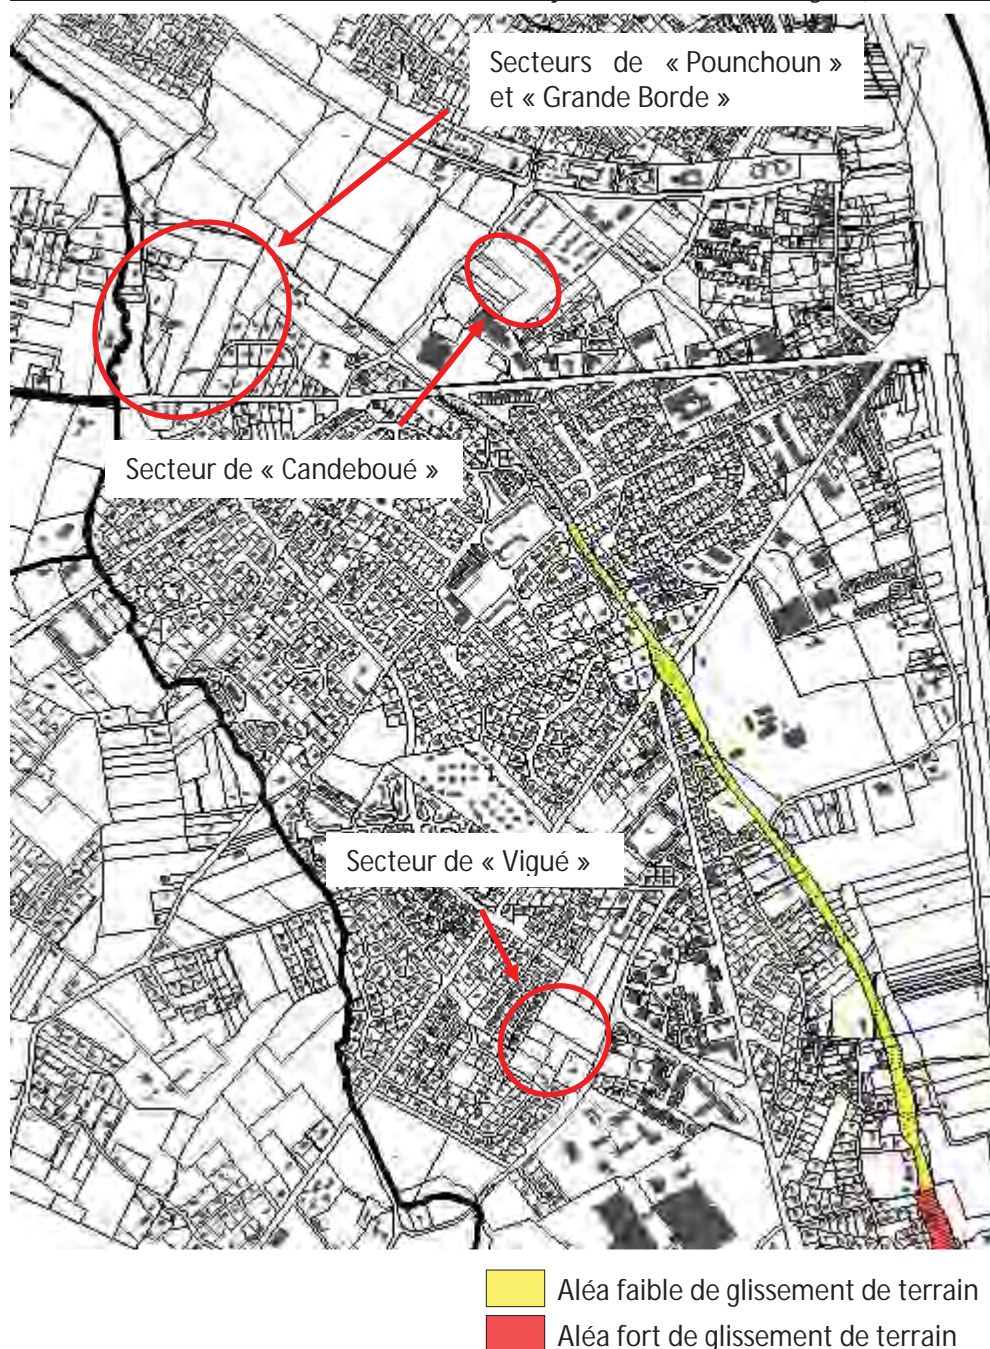 Secteurs de « Pounchoun »
et « Grande Borde »
Secteur de « Candeboué »
Secteur de « Vigué »
Aléa faible de glissement de terrain
Aléa fort de glissement de terrain